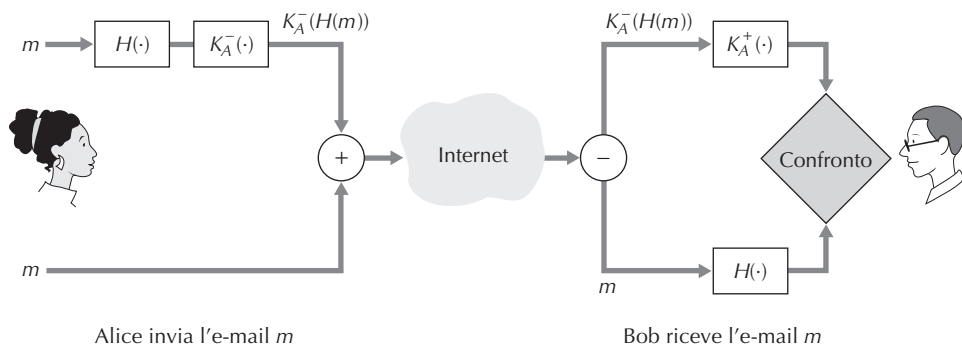 K_A^-(H(m))
m
H(·)
K_A^-(·)
+
Internet
m
Alice invia l'e-mail m
K_A^-(H(m))
K_A^+(·)
−
Confronto
m
H(·)
Bob riceve l'e-mail m